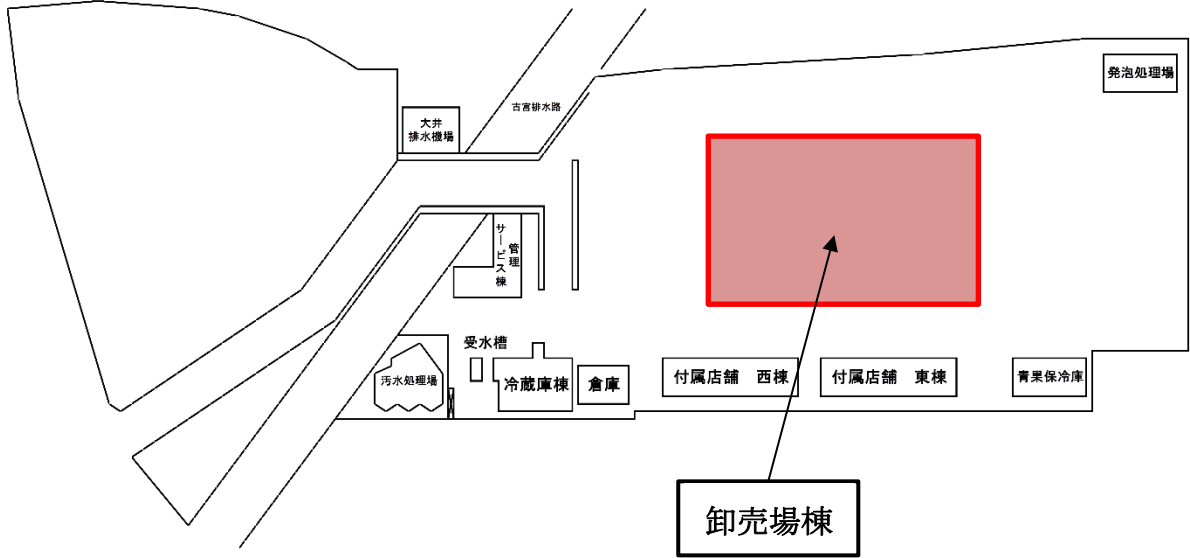 発泡処理場
古宮排水路
大井
排水機場
管理
サービス棟
受水槽
汚水処理場
冷蔵庫棟
倉庫
付属店舗　西棟
付属店舗　東棟
青果保冷庫
卸売場棟